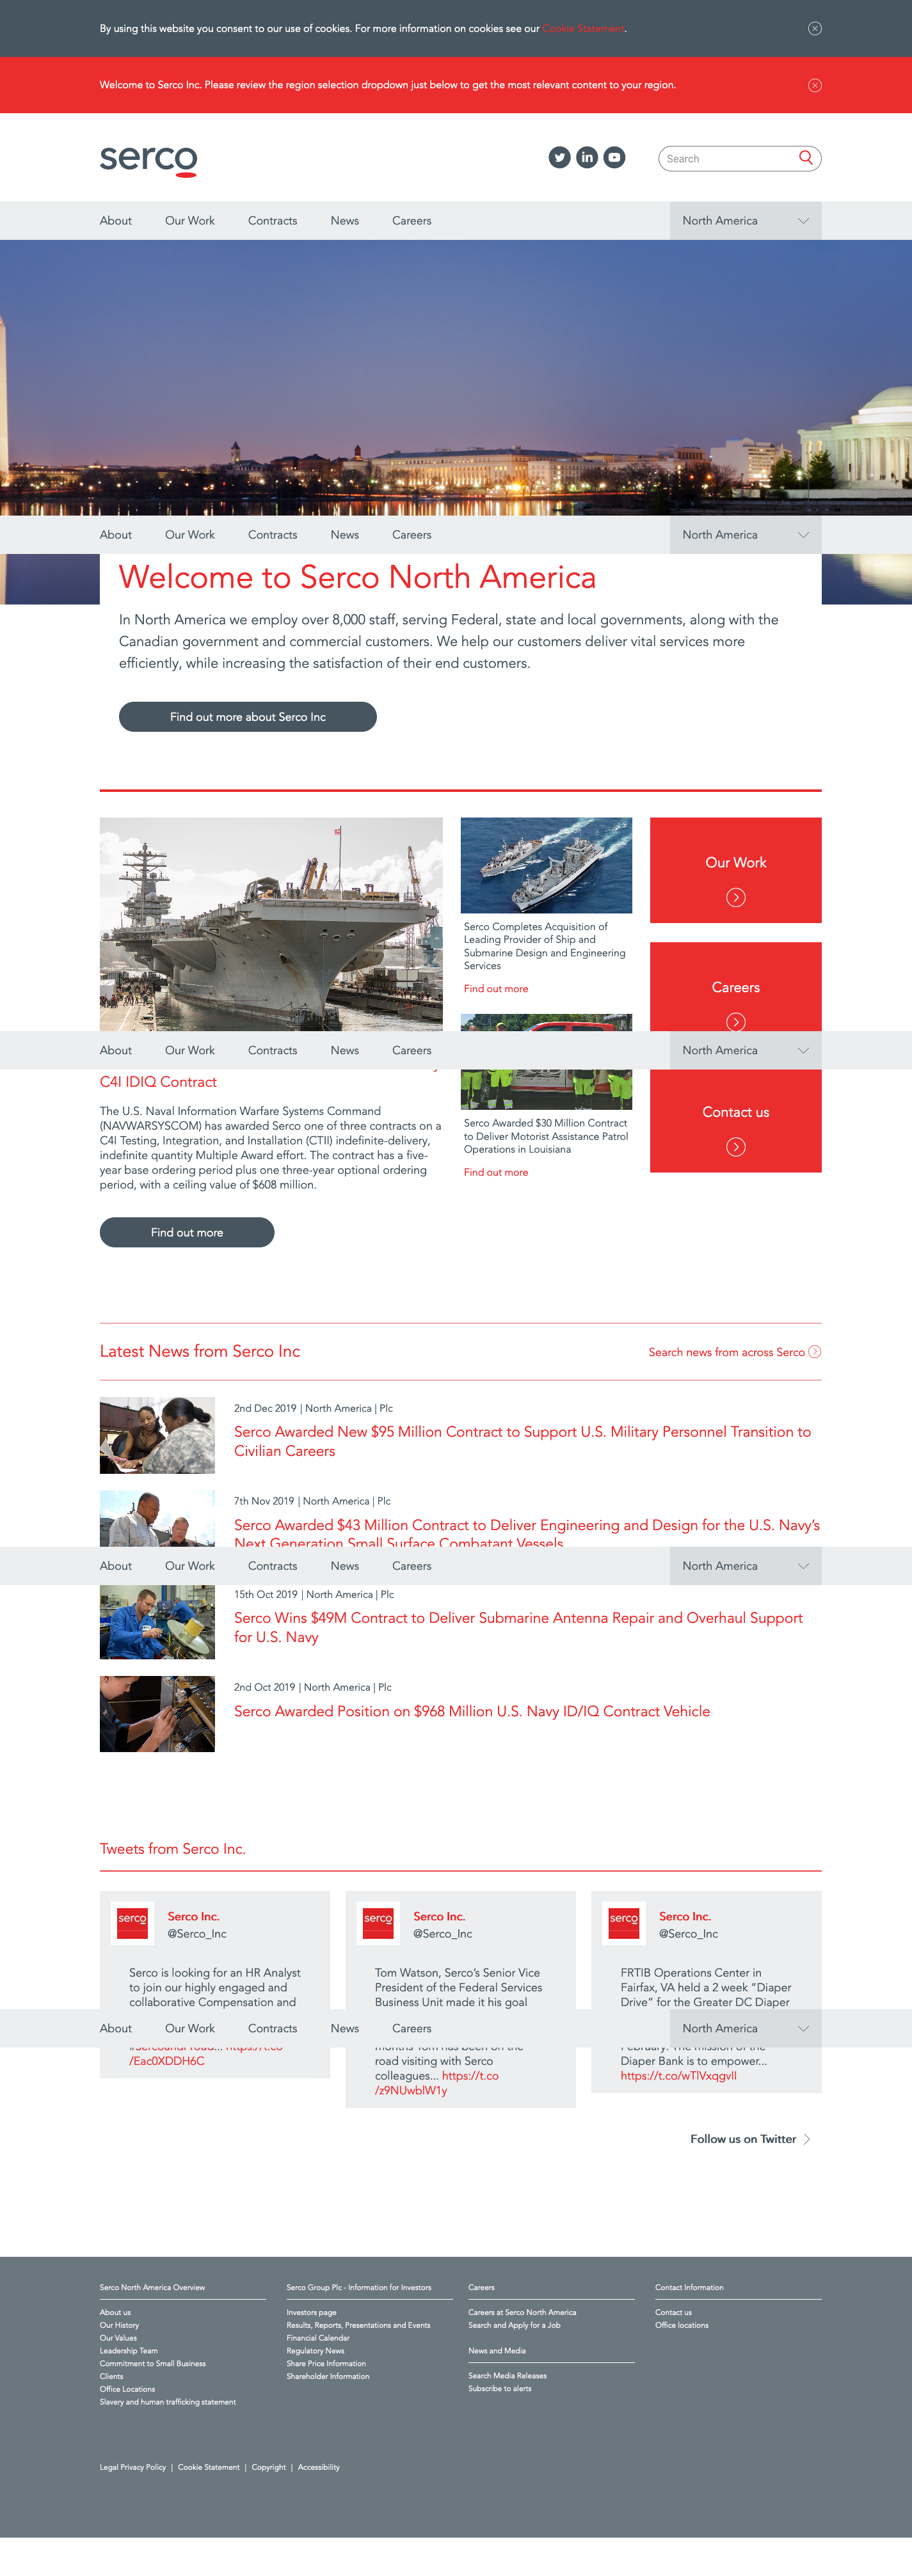 By using this website you consent to our use of cookies. For more information on cookies see our Cookie Statement.
Welcome to Serco Inc. Please review the region selection dropdown just below to get the most relevant content to your region.
serco
Search
About Our Work Contracts News Careers North America
About Our Work Contracts News Careers North America
Welcome to Serco North America
In North America we employ over 8,000 staff, serving Federal, state and local governments, along with the
Canadian government and commercial customers. We help our customers deliver vital services more
efficiently, while increasing the satisfaction of their end customers.
Find out more about Serco Inc
Serco Completes Acquisition of
Leading Provider of Ship and
Submarine Design and Engineering
Services
Find out more
Our Work
Careers
About Our Work Contracts News Careers North America
C4I IDIQ Contract
The U.S. Naval Information Warfare Systems Command
(NAVWARSYSCOM) has awarded Serco one of three contracts on a
C4I Testing, Integration, and Installation (CTII) indefinite-delivery,
indefinite quantity Multiple Award effort. The contract has a five-
year base ordering period plus one three-year optional ordering
period, with a ceiling value of $608 million.
Find out more
Serco Awarded $30 Million Contract
to Deliver Motorist Assistance Patrol
Operations in Louisiana
Find out more
Contact us
Latest News from Serco Inc
Search news from across Serco
2nd Dec 2019 | North America | Plc
Serco Awarded New $95 Million Contract to Support U.S. Military Personnel Transition to
Civilian Careers
7th Nov 2019 | North America | Plc
Serco Awarded $43 Million Contract to Deliver Engineering and Design for the U.S. Navy's
Next Generation Small Surface Combatant Vessels
About Our Work Contracts News Careers North America
15th Oct 2019 | North America | Plc
Serco Wins $49M Contract to Deliver Submarine Antenna Repair and Overhaul Support
for U.S. Navy
2nd Oct 2019 | North America | Plc
Serco Awarded Position on $968 Million U.S. Navy ID/IQ Contract Vehicle
Tweets from Serco Inc.
serco
Serco Inc.
@Serco_Inc
Serco is looking for an HR Analyst
to join our highly engaged and
collaborative Compensation and
#SercoandProud... https://t.co
/Eac0XDDH6C
serco
Serco Inc.
@Serco_Inc
Tom Watson, Serco's Senior Vice
President of the Federal Services
Business Unit made it his goal
months Tom has been on the
road visiting with Serco
colleagues... https://t.co
/z9NUwblW1y
serco
Serco Inc.
@Serco_Inc
FRTIB Operations Center in
Fairfax, VA held a 2 week “Diaper
Drive” for the Greater DC Diaper
February. The mission of the
Diaper Bank is to empower...
https://t.co/wTlVxqgvII
About Our Work Contracts News Careers North America
Follow us on Twitter
Serco North America Overview
About us
Our History
Our Values
Leadership Team
Commitment to Small Business
Clients
Office Locations
Slavery and human trafficking statement
Serco Group Plc - Information for Investors
Investors page
Results, Reports, Presentations and Events
Financial Calendar
Regulatory News
Share Price Information
Shareholder Information
Careers
Careers at Serco North America
Search and Apply for a Job
News and Media
Search Media Releases
Subscribe to alerts
Contact Information
Contact us
Office locations
Legal Privacy Policy | Cookie Statement | Copyright | Accessibility